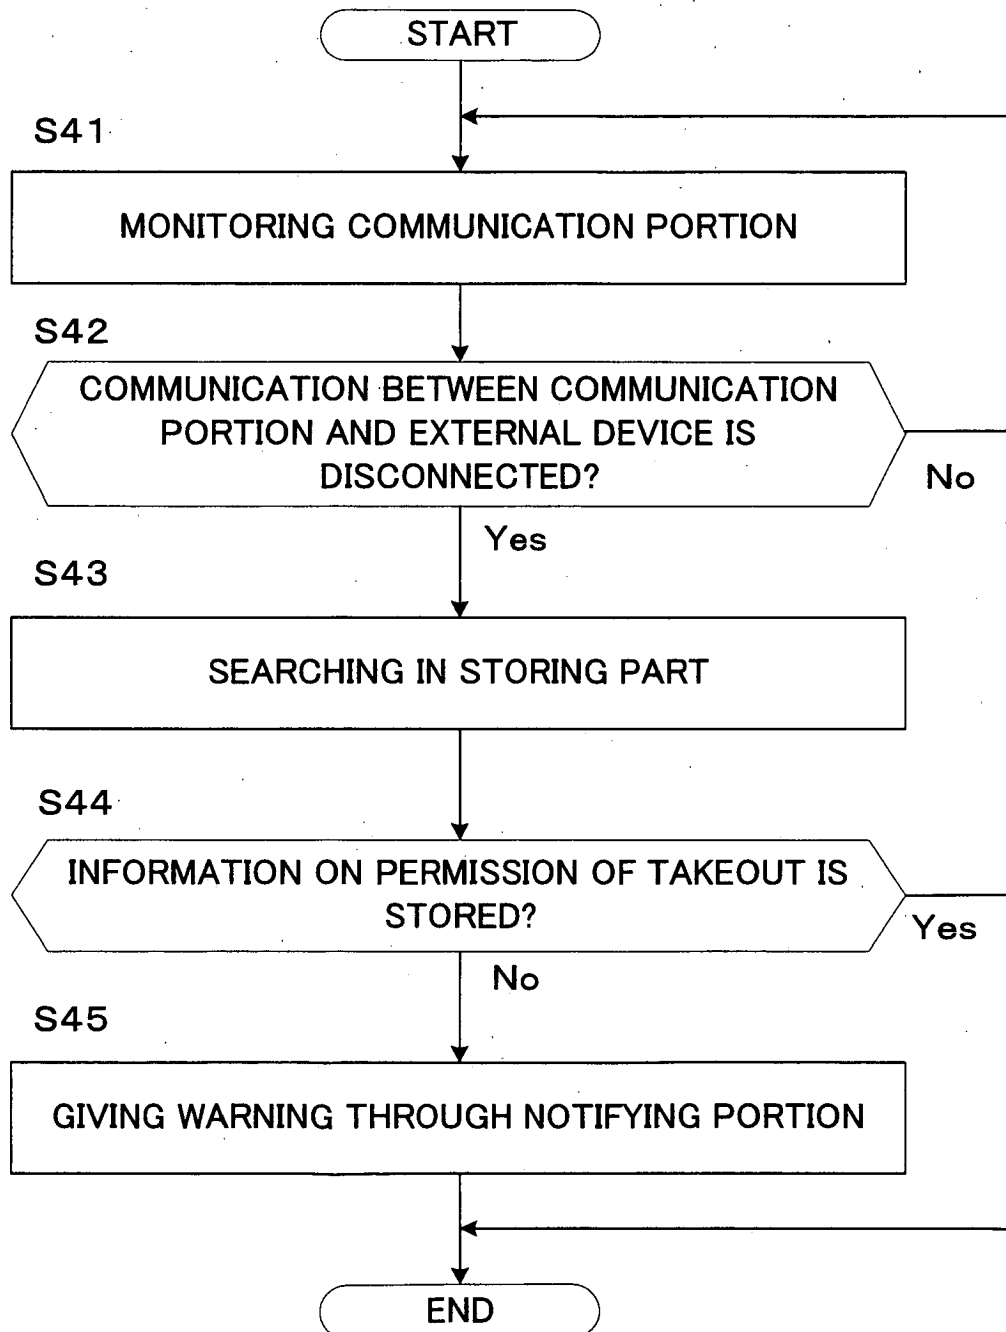 START
S41
MONITORING COMMUNICATION PORTION
S42
COMMUNICATION BETWEEN COMMUNICATION
PORTION AND EXTERNAL DEVICE IS
DISCONNECTED?
No
Yes
S43
SEARCHING IN STORING PART
S44
INFORMATION ON PERMISSION OF TAKEOUT IS
STORED?
Yes
No
S45
GIVING WARNING THROUGH NOTIFYING PORTION
END